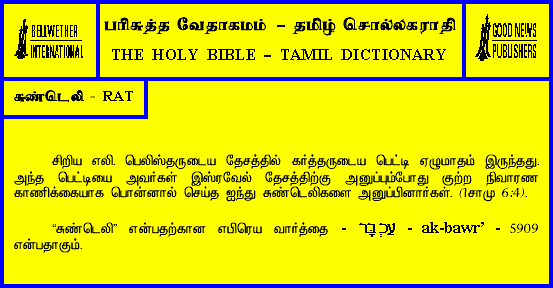 BELLWETHER
INTERNATIONAL
பரிசுத்த வேதாகமம் – தமிழ் சொல்லகராதி
THE HOLY BIBLE – TAMIL DICTIONARY
GOOD NEWS
PUBLISHERS
சுண்டெலி - RAT
சிறிய எலி. பெலிஸ்தருடைய தேசத்தில் கர்த்தருடைய பெட்டி ஏழுமாதம் இருந்தது.
அந்த பெட்டியை அவர்கள் இஸ்ரவேல் தேசத்திற்கு அனுப்பும்போது குற்ற நிவாரண
காணிக்கையாக பொன்னால் செய்த ஐந்து சுண்டெலிகளை அனுப்பினார்கள். (1சாமு 6:4).
“சுண்டெலி” என்பதற்கான எபிரெய வார்த்தை - עַכְבָּר - ak-bawr’ - 5909
என்பதாகும்.